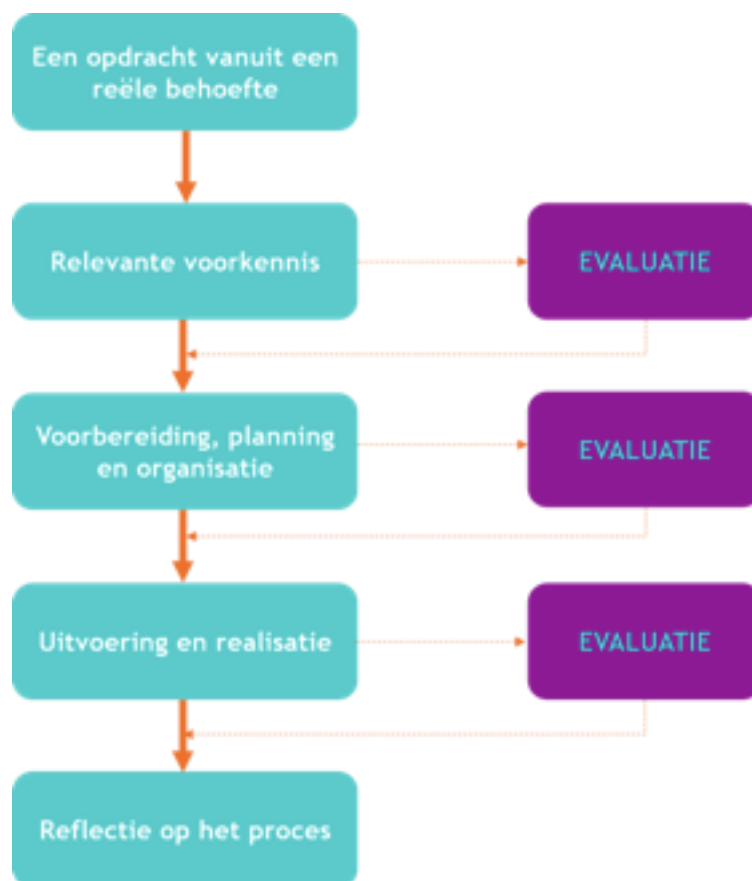 Een opdracht vanuit een
reële behoefte
Relevante voorkennis
EVALUATIE
Voorbereiding, planning
en organisatie
EVALUATIE
Uitvoering en realisatie
EVALUATIE
Reflectie op het proces